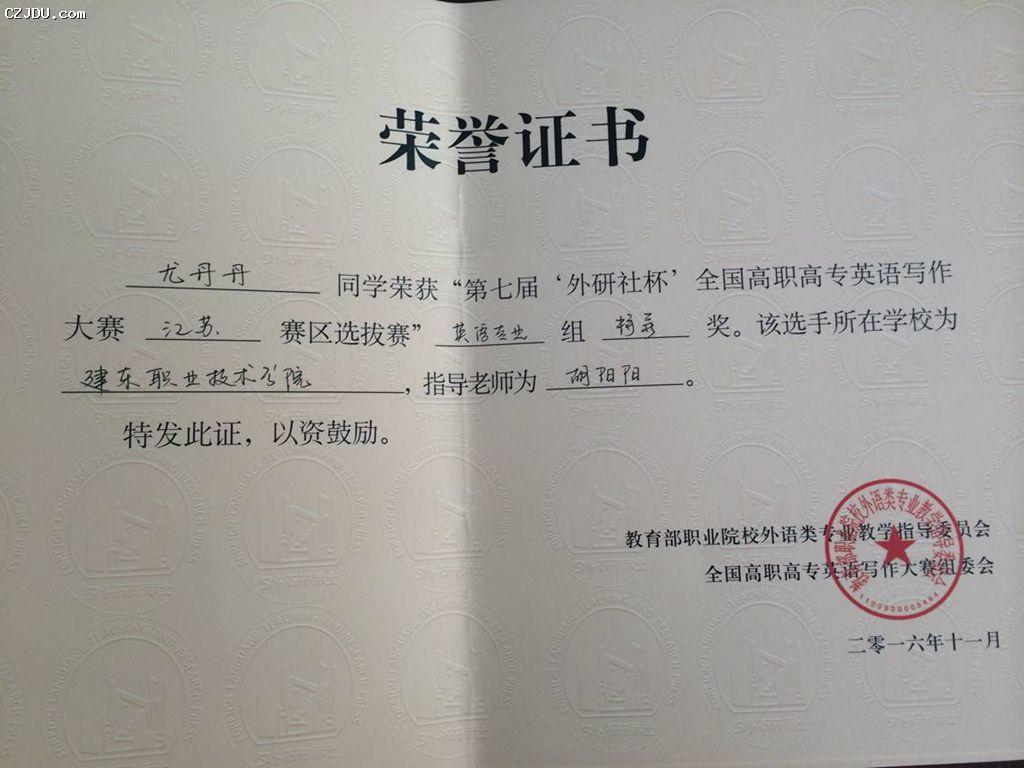 CZJDU.com
荣誉证书
尤丹丹 同学荣获“第七届‘外研社杯’全国高职高专英语写作
大赛 江苏 赛区选拔赛” 英语专业 组 奖。该选手所在学校为
建东职业技术学院,指导老师为 胡阳阳。
特发此证,以资鼓励。
教育部职业院校外语类专业教学指导委员会
全国高职高专英语写作大赛组委会
二零一六年十一月